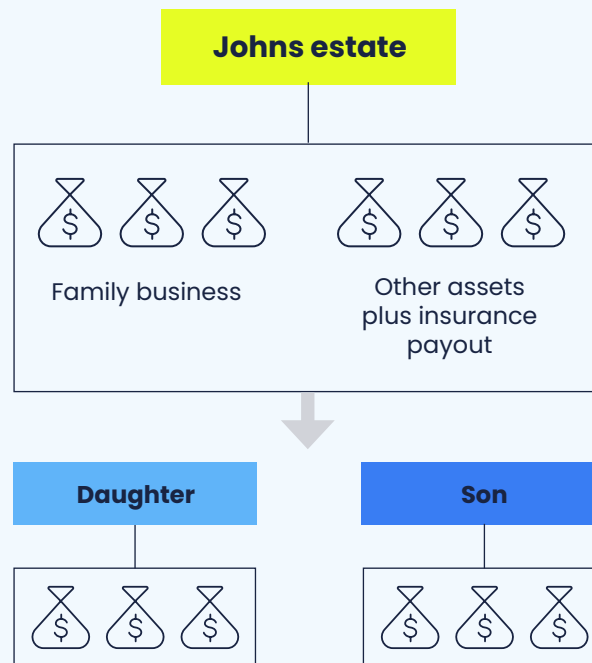 Johns estate
$ $ $ $ $ $
Family business
Other assets
plus insurance
payout
Daughter
Son
$ $ $ $ $ $